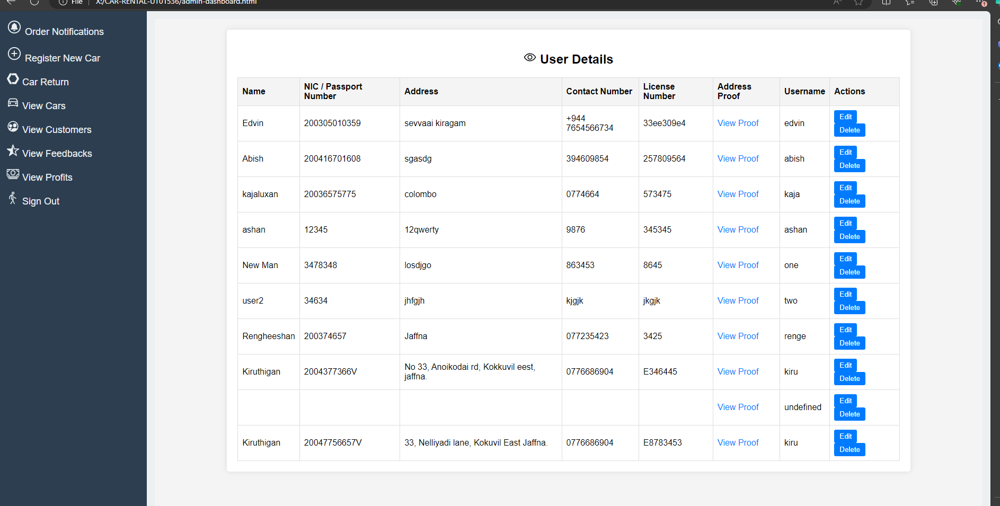 File X:/CAR-RENTAL-UT01536/admin-dashboard.html
Order Notifications
Register New Car
Car Return
View Cars
View Customers
View Feedbacks
View Profits
Sign Out
User Details
Name NIC / Passport Number Address Contact Number License Number Address Proof Username Actions
Edvin 200305010359 sevvaai kiragam +944 7654566734 33ee309e4 View Proof edvin Edit Delete
Abish 200416701608 sgasdg 394609854 257809564 View Proof abish Edit Delete
kajaluxan 20036575775 colombo 0774664 573475 View Proof kaja Edit Delete
ashan 12345 12qwerty 9876 345345 View Proof ashan Edit Delete
New Man 3478348 losdjgo 863453 8645 View Proof one Edit Delete
user2 34634 jhfgjh kjgjk jkgjk View Proof two Edit Delete
Rengheeshan 200374657 Jaffna 077235423 3425 View Proof renge Edit Delete
Kiruthigan 2004377366V No 33, Anoikodai rd, Kokkuvil eest, jaffna. 0776686904 E346445 View Proof kiru Edit Delete
View Proof undefined Edit Delete
Kiruthigan 20047756657V 33, Nelliyadi lane, Kokuvil East Jaffna. 0776686904 E8783453 View Proof kiru Edit Delete